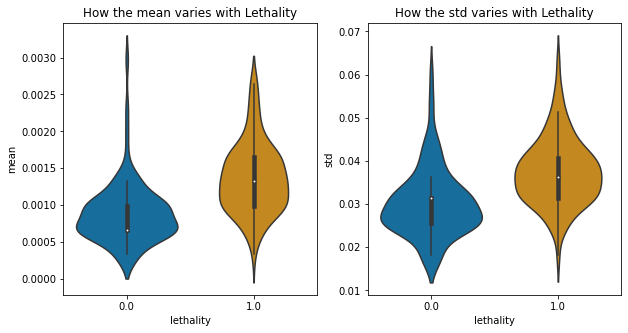 How the mean varies with Lethality
mean
0.0030
0.0025
0.0020
0.0015
0.0010
0.0005
0.0000
0.0 1.0
lethality
How the std varies with Lethality
std
0.07
0.06
0.05
0.04
0.03
0.02
0.01
0.0 1.0
lethality